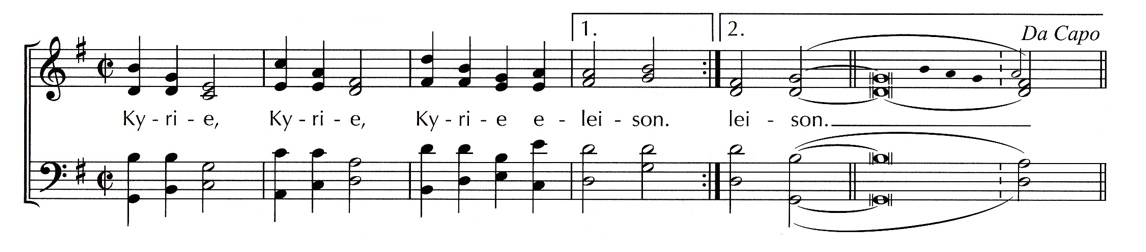 1. 2. Da Capo
Ky - ri - e, Ky - ri - e, Ky - ri - e e - lei - son. lei - son.